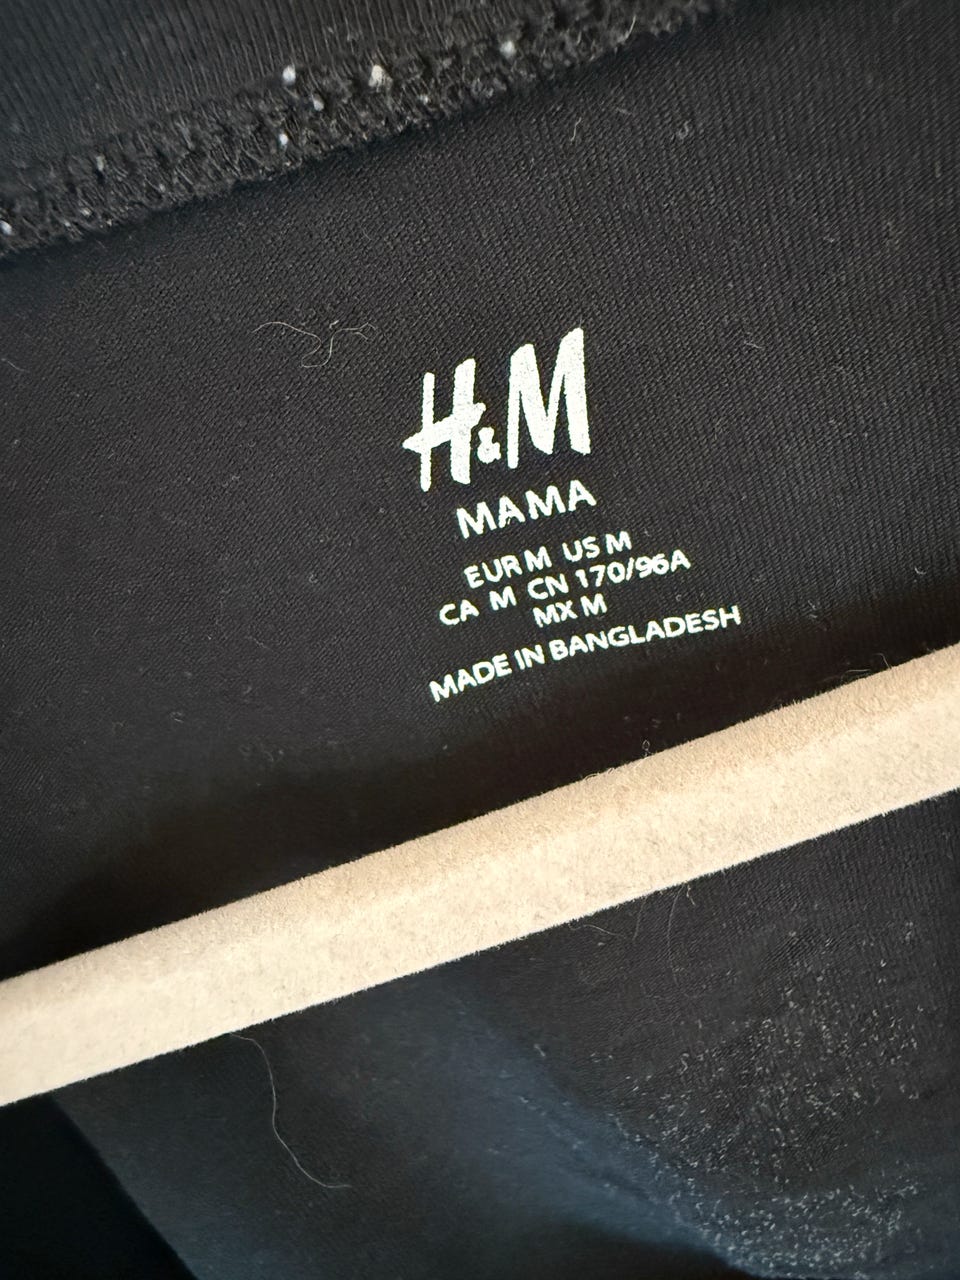 H&M
MAMA
EUR M US M
CA M CN 170/96A
MX M
MADE IN BANGLADESH